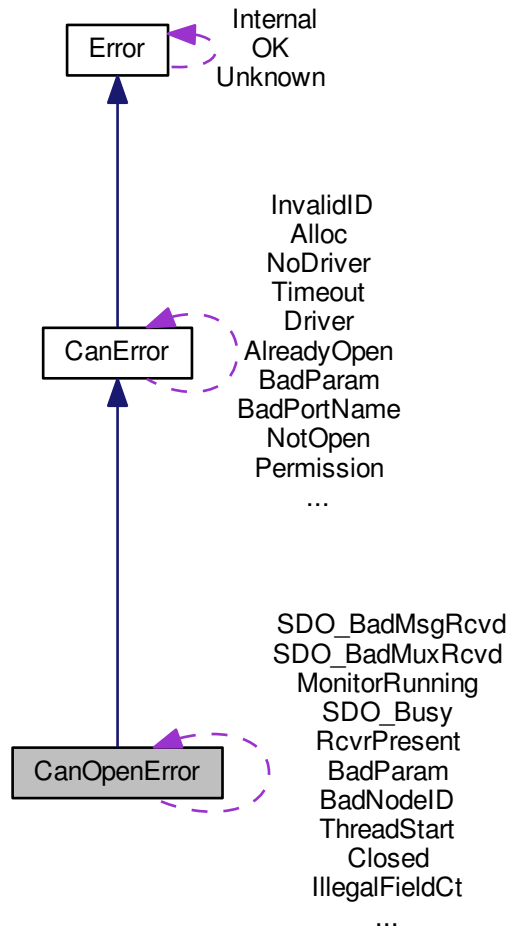 Internal
OK
Unknown
Error
InvalidID
Alloc
NoDriver
Timeout
Driver
AlreadyOpen
BadParam
BadPortName
NotOpen
Permission
...
CanError
SDO_BadMsgRcvd
SDO_BadMuxRcvd
MonitorRunning
SDO_Busy
RcvrPresent
BadParam
BadNodeID
ThreadStart
Closed
IllegalFieldCt
...
CanOpenError